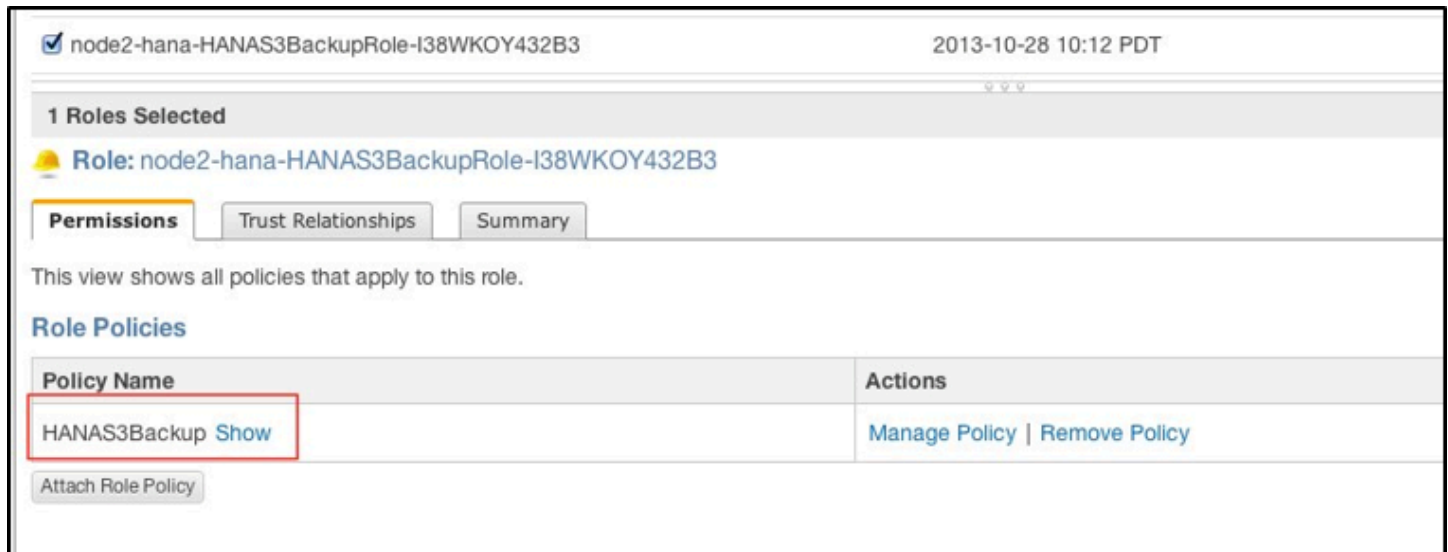 node2-hana-HANAS3BackupRole-I38WKOY432B3 2013-10-28 10:12 PDT
1 Roles Selected
Role: node2-hana-HANAS3BackupRole-I38WKOY432B3
Permissions Trust Relationships Summary
This view shows all policies that apply to this role.
Role Policies
Policy Name Actions
HANAS3Backup Show Manage Policy | Remove Policy
Attach Role Policy